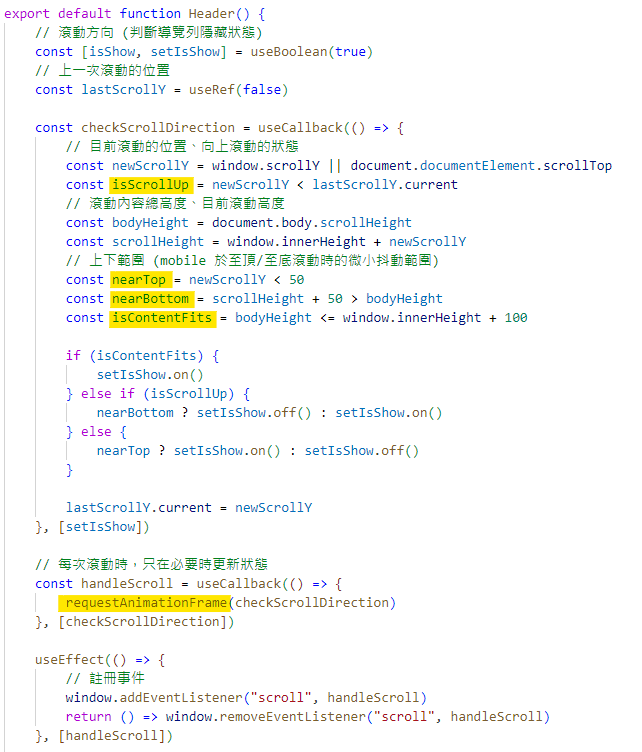 export default function Header() {
// 滾動方向 (判斷導覽列隱藏狀態)
const [isShow, setIsShow] = useBoolean(true)
// 上一次滾動的位置
const lastScrollY = useRef(false)
const checkScrollDirection = useCallback(() => {
// 目前滾動的位置、向上滾動的狀態
const newScrollY = window.scrollY || document.documentElement.scrollTop
const isScrollUp = newScrollY < lastScrollY.current
// 滾動內容總高度、目前滾動高度
const bodyHeight = document.body.scrollHeight
const scrollHeight = window.innerHeight + newScrollY
// 上下範圍 (mobile 於至頂/至底滾動時的微小抖動範圍)
const nearTop = newScrollY < 50
const nearBottom = scrollHeight + 50 > bodyHeight
const isContentFits = bodyHeight <= window.innerHeight + 100
if (isContentFits) {
setIsShow.on()
} else if (isScrollUp) {
nearBottom ? setIsShow.off() : setIsShow.on()
} else {
nearTop ? setIsShow.on() : setIsShow.off()
}
lastScrollY.current = newScrollY
}, [setIsShow])
// 每次滾動時，只在必要時更新狀態
const handleScroll = useCallback(() => {
requestAnimationFrame(checkScrollDirection)
}, [checkScrollDirection])
useEffect(() => {
// 註冊事件
window.addEventListener("scroll", handleScroll)
return () => window.removeEventListener("scroll", handleScroll)
}, [handleScroll])